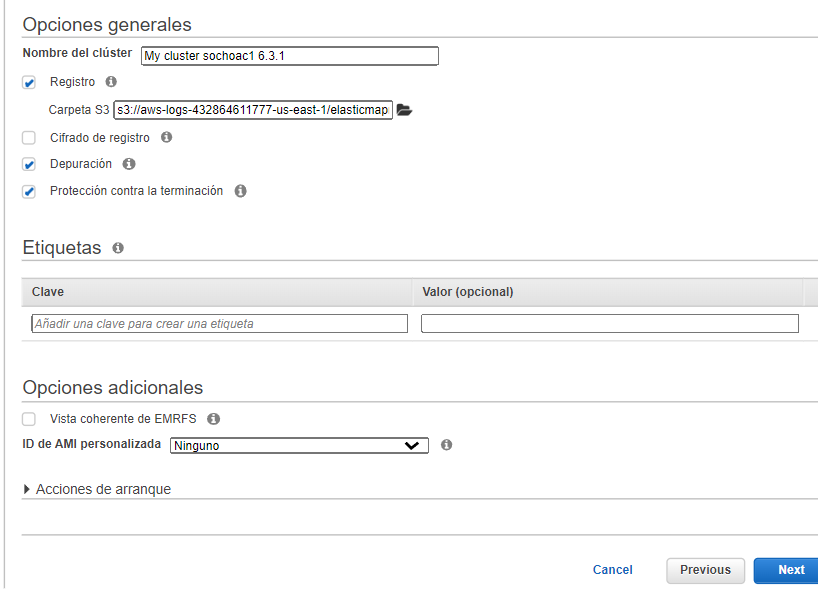 Opciones generales
Nombre del clúster My cluster sochoac1 6.3.1
Registro
Carpeta S3 s3://aws-logs-432864611777-us-east-1/elasticmap
Cifrado de registro
Depuración
Protección contra la terminación
Etiquetas
Clave Valor (opcional)
Añadir una clave para crear una etiqueta
Opciones adicionales
Vista coherente de EMRFS
ID de AMI personalizada Ninguno
Acciones de arranque
Cancel Previous Next